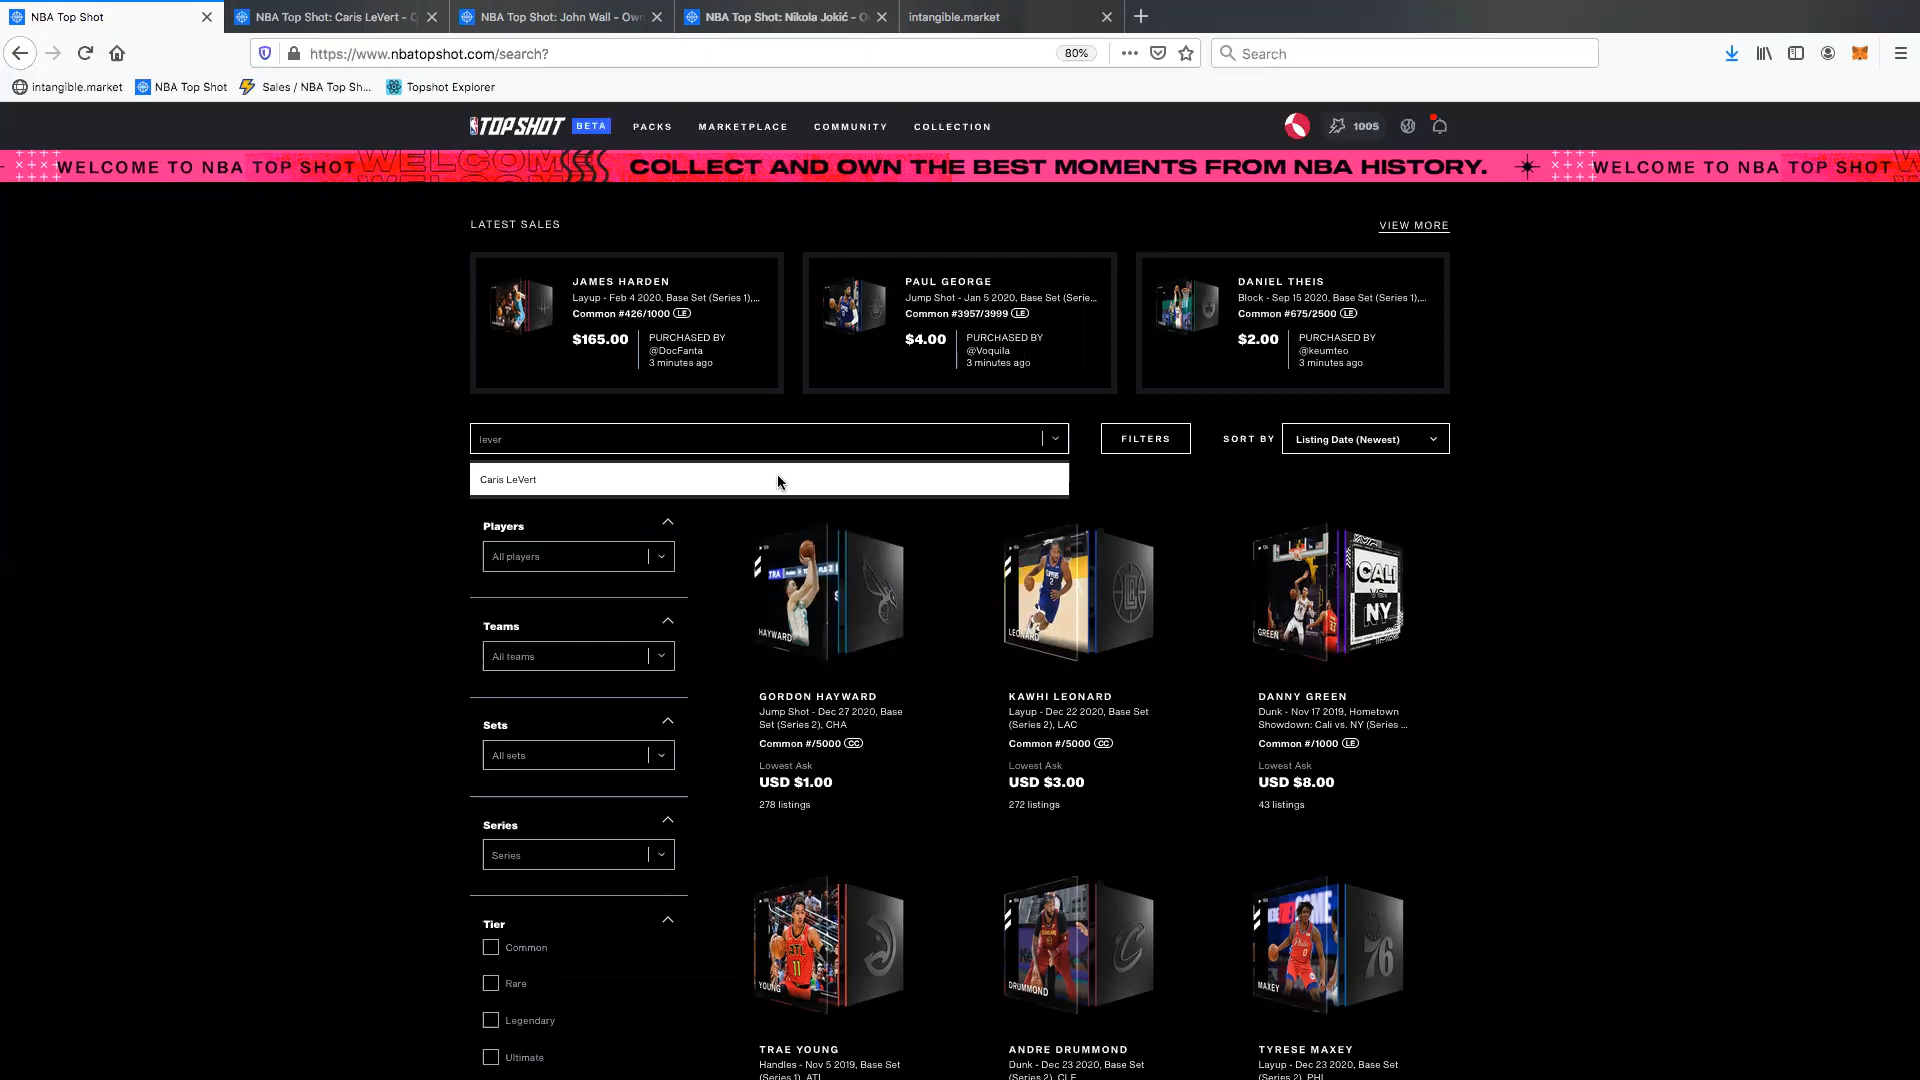 NBA Top Shot
NBA Top Shot: Caris LeVert -
NBA Top Shot: John Wall - Own
NBA Top Shot: Nikola Jokić -
intangible.market
https://www.nbatopshot.com/search?
80%
Search
intangible.market
NBA Top Shot
Sales / NBA Top Sh...
Topshot Explorer
TOP SHOT
BETA
PACKS
MARKETPLACE
COMMUNITY
COLLECTION
1005
WELCOME TO NBA TOP SHOT
COLLECT AND OWN THE BEST MOMENTS FROM NBA HISTORY.
WELCOME TO NBA TOP SHOT
LATEST SALES
VIEW MORE
JAMES HARDEN
Layup - Feb 4 2020, Base Set (Series 1),...
Common #426/1000 LE
$165.00
PURCHASED BY
@DocFanta
3 minutes ago
PAUL GEORGE
Jump Shot - Jan 5 2020, Base Set (Serie...
Common #3957/3999 LE
$4.00
PURCHASED BY
@Voquila
3 minutes ago
DANIEL THEIS
Block - Sep 15 2020, Base Set (Series 1),...
Common #675/2500 LE
$2.00
PURCHASED BY
@keumteo
3 minutes ago
lever
FILTERS
SORT BY
Listing Date (Newest)
Caris LeVert
Players
All players
Teams
All teams
Sets
All sets
Series
Series
Tier
Common
Rare
Legendary
Ultimate
HAYWARD
LEONARD
GREEN
CALI
VS.
NY
GORDON HAYWARD
Jump Shot - Dec 27 2020, Base
Set (Series 2), CHA
Common #/5000 CC
Lowest Ask
USD $1.00
278 listings
KAWHI LEONARD
Layup - Dec 22 2020, Base Set
(Series 2), LAC
Common #/5000 CC
Lowest Ask
USD $3.00
272 listings
DANNY GREEN
Dunk - Nov 17 2019, Hometown
Showdown: Cali vs. NY (Series ...
Common #/1000 LE
Lowest Ask
USD $8.00
43 listings
YOUNG
DRUMMOND
MAXEY
TRAE YOUNG
Handles - Nov 5 2019, Base Set
(Series 1), ATL
ANDRE DRUMMOND
Dunk - Dec 23 2020, Base Set
(Series 2), CLE
TYRESE MAXEY
Layup - Dec 23 2020, Base Set
(Series 2), PHI